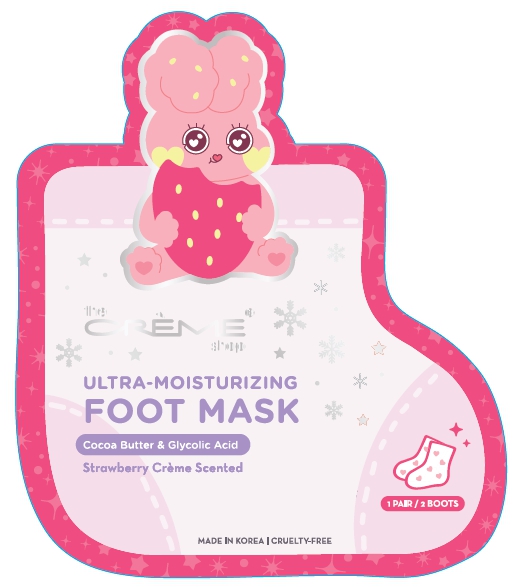 The
CRÈME
shop
ULTRA-MOISTURIZING
FOOT MASK
Cocoa Butter & Glycolic Acid
Strawberry Crème Scented
1 PAIR / 2 BOOTS
MADE IN KOREA | CRUELTY-FREE